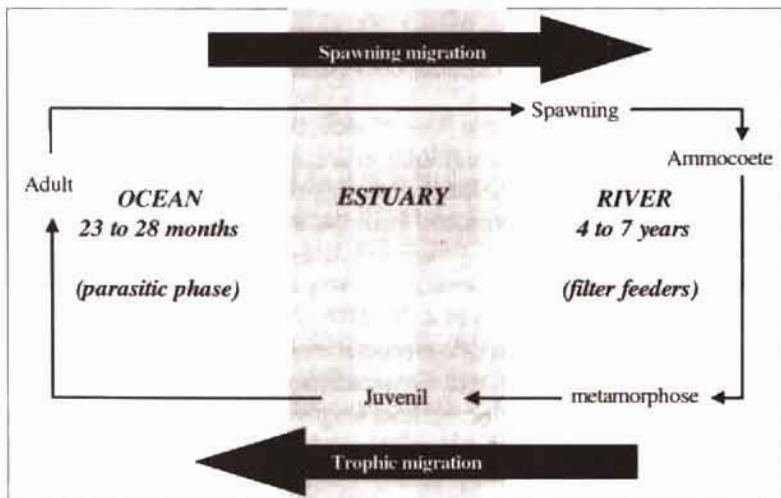 Spawning migration
Spawning
Ammocoete
Adult
OCEAN
23 to 28 months
(parasitic phase)
ESTUARY
RIVER
4 to 7 years
(filter feeders)
Juvenil
metamorphose
Trophic migration